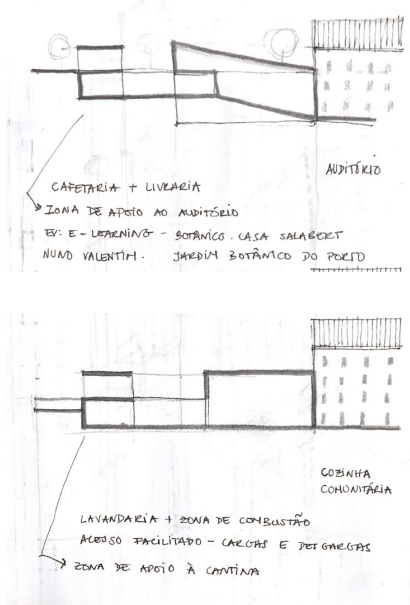 AUDITÓRIO
CAFETARIA + LIVRARIA
ZONA DE APOIO AO AUDITÓRIO
EV: E-LEARNING - BOTÂNICO. CASA SALABERT
NUNO VALENTIM. JARDIM BOTÂNICO DO PORTO
COZINHA
COMUNITÁRIA
LAVANDARIA + ZONA DE COMBUSTÃO
ACESSO FACILITADO - CARGAS E DESGARGAS
ZONA DE APOIO À CANTINA